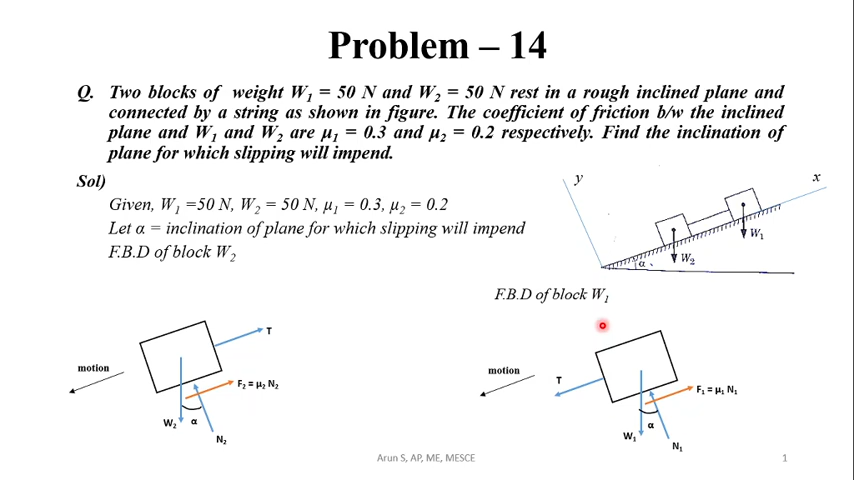 Problem – 14
Q. Two blocks of weight W₁ = 50 N and W₂ = 50 N rest in a rough inclined plane and
connected by a string as shown in figure. The coefficient of friction b/w the inclined
plane and W₁ and W₂ are μ₁ = 0.3 and μ₂ = 0.2 respectively. Find the inclination of
plane for which slipping will impend.
Sol)
Given, W₁ =50 N, W₂ = 50 N, μ₁ = 0.3, μ₂ = 0.2
Let α = inclination of plane for which slipping will impend
F.B.D of block W₂
y
x
W₁
W₂
α
F.B.D of block W₁
motion
T
F₂ = μ₂ N₂
W₂
α
N₂
motion
T
F₁ = μ₁ N₁
α
W₁
N₁
Arun S, AP, ME, MESCE
1